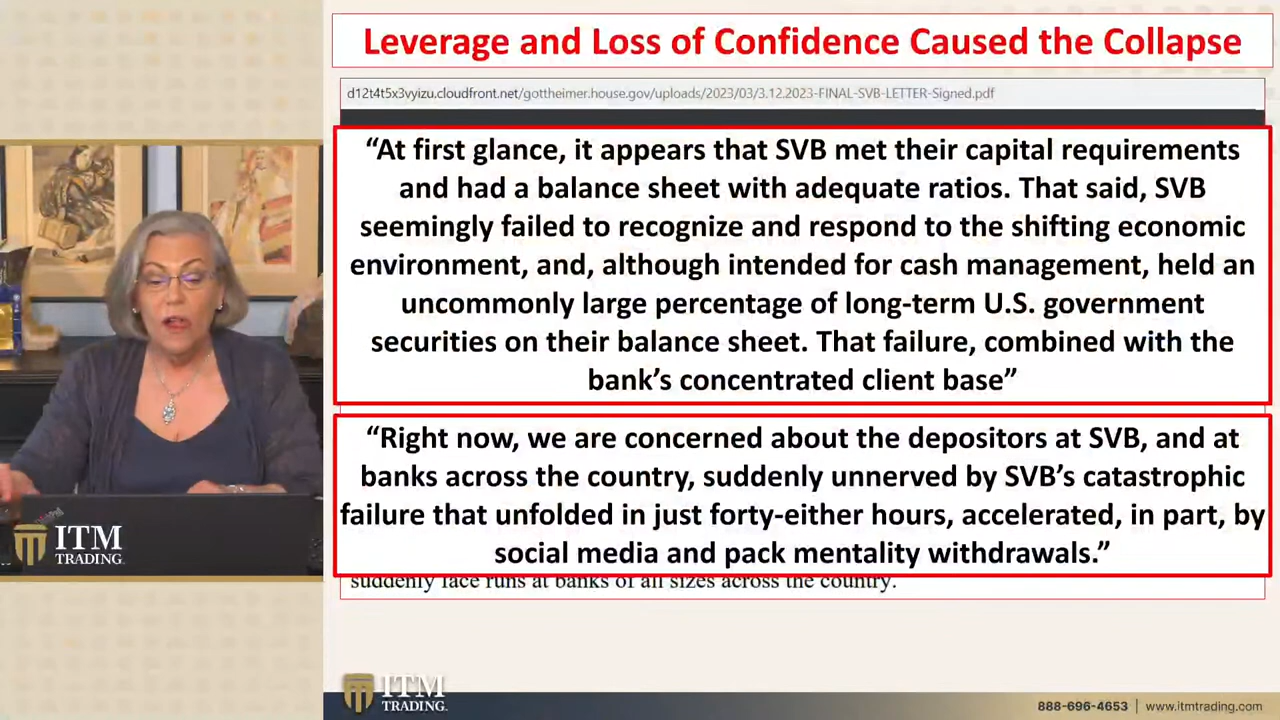 Leverage and Loss of Confidence Caused the Collapse
d12t4t5x3vyizu.cloudfront.net/gottheimer.house.gov/uploads/2023/03/3.12.2023-FINAL-SVB-LETTER-Signed.pdf
“At first glance, it appears that SVB met their capital requirements
and had a balance sheet with adequate ratios. That said, SVB
seemingly failed to recognize and respond to the shifting economic
environment, and, although intended for cash management, held an
uncommonly large percentage of long-term U.S. government
securities on their balance sheet. That failure, combined with the
bank’s concentrated client base”
“Right now, we are concerned about the depositors at SVB, and at
banks across the country, suddenly unnerved by SVB’s catastrophic
failure that unfolded in just forty-either hours, accelerated, in part, by
social media and pack mentality withdrawals.”
suddenly face runs at banks of all sizes across the country.
ITM
TRADING
ITM
TRADING
888-696-4653 | www.itmtrading.com